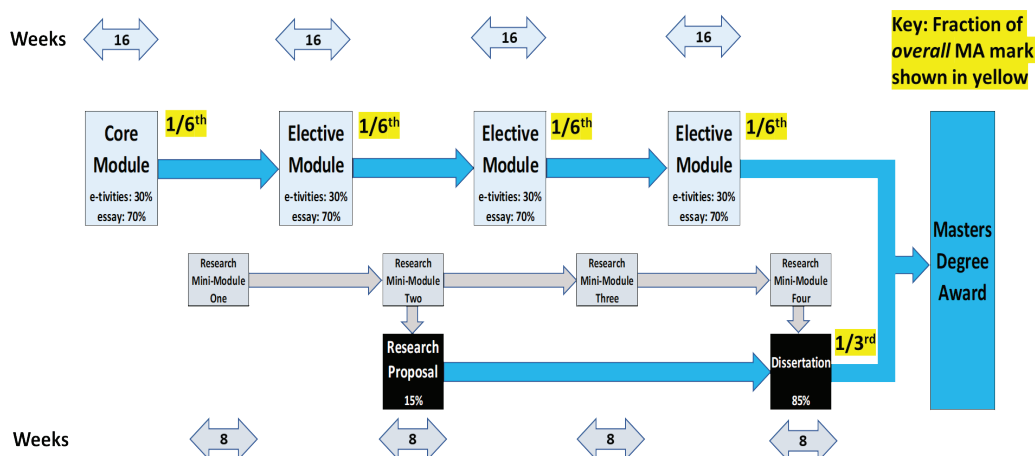 Weeks
16
16
16
16
Key: Fraction of
overall MA mark
shown in yellow
Core
Module
e-tivities: 30%
essay: 70%
1/6th
Elective
Module
e-tivities: 30%
essay: 70%
1/6th
Elective
Module
e-tivities: 30%
essay: 70%
1/6th
Elective
Module
e-tivities: 30%
essay: 70%
1/6th
Masters
Degree
Award
Research
Mini-Module
One
Research
Mini-Module
Two
Research
Mini-Module
Three
Research
Mini-Module
Four
Research
Proposal
15%
Dissertation
85%
1/3rd
Weeks
8
8
8
8